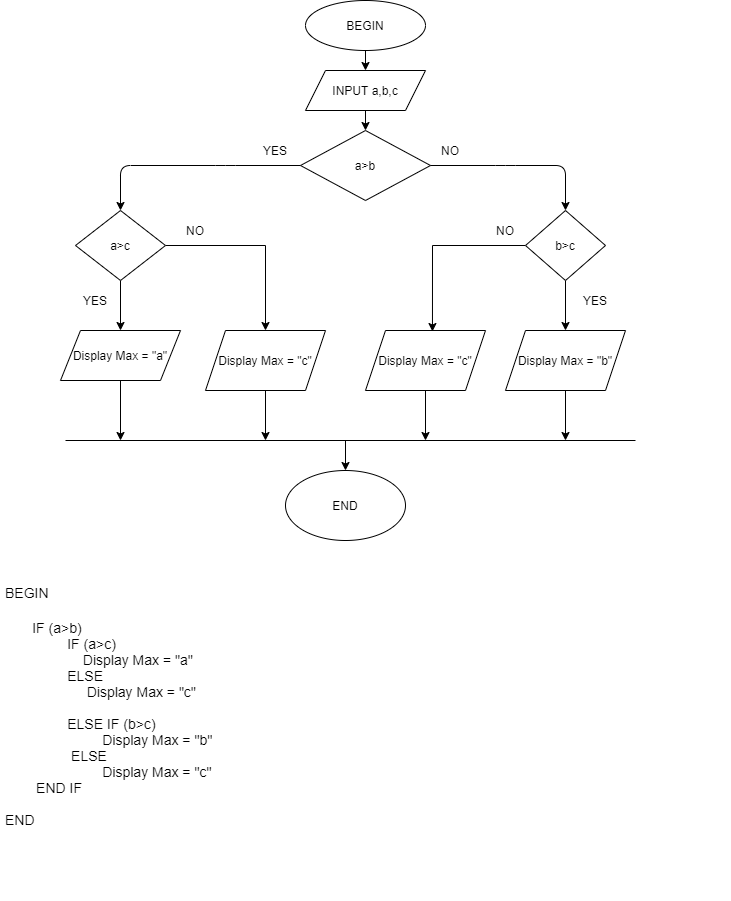 BEGIN
INPUT a,b,c
YES
NO
a>b
NO
NO
a>c
b>c
YES
YES
Display Max = "a"
Display Max = "c"
Display Max = "c"
Display Max = "b"
END
BEGIN
IF (a>b)
IF (a>c)
Display Max = "a"
ELSE
Display Max = "c"
ELSE IF (b>c)
Display Max = "b"
ELSE
Display Max = "c"
END IF
END